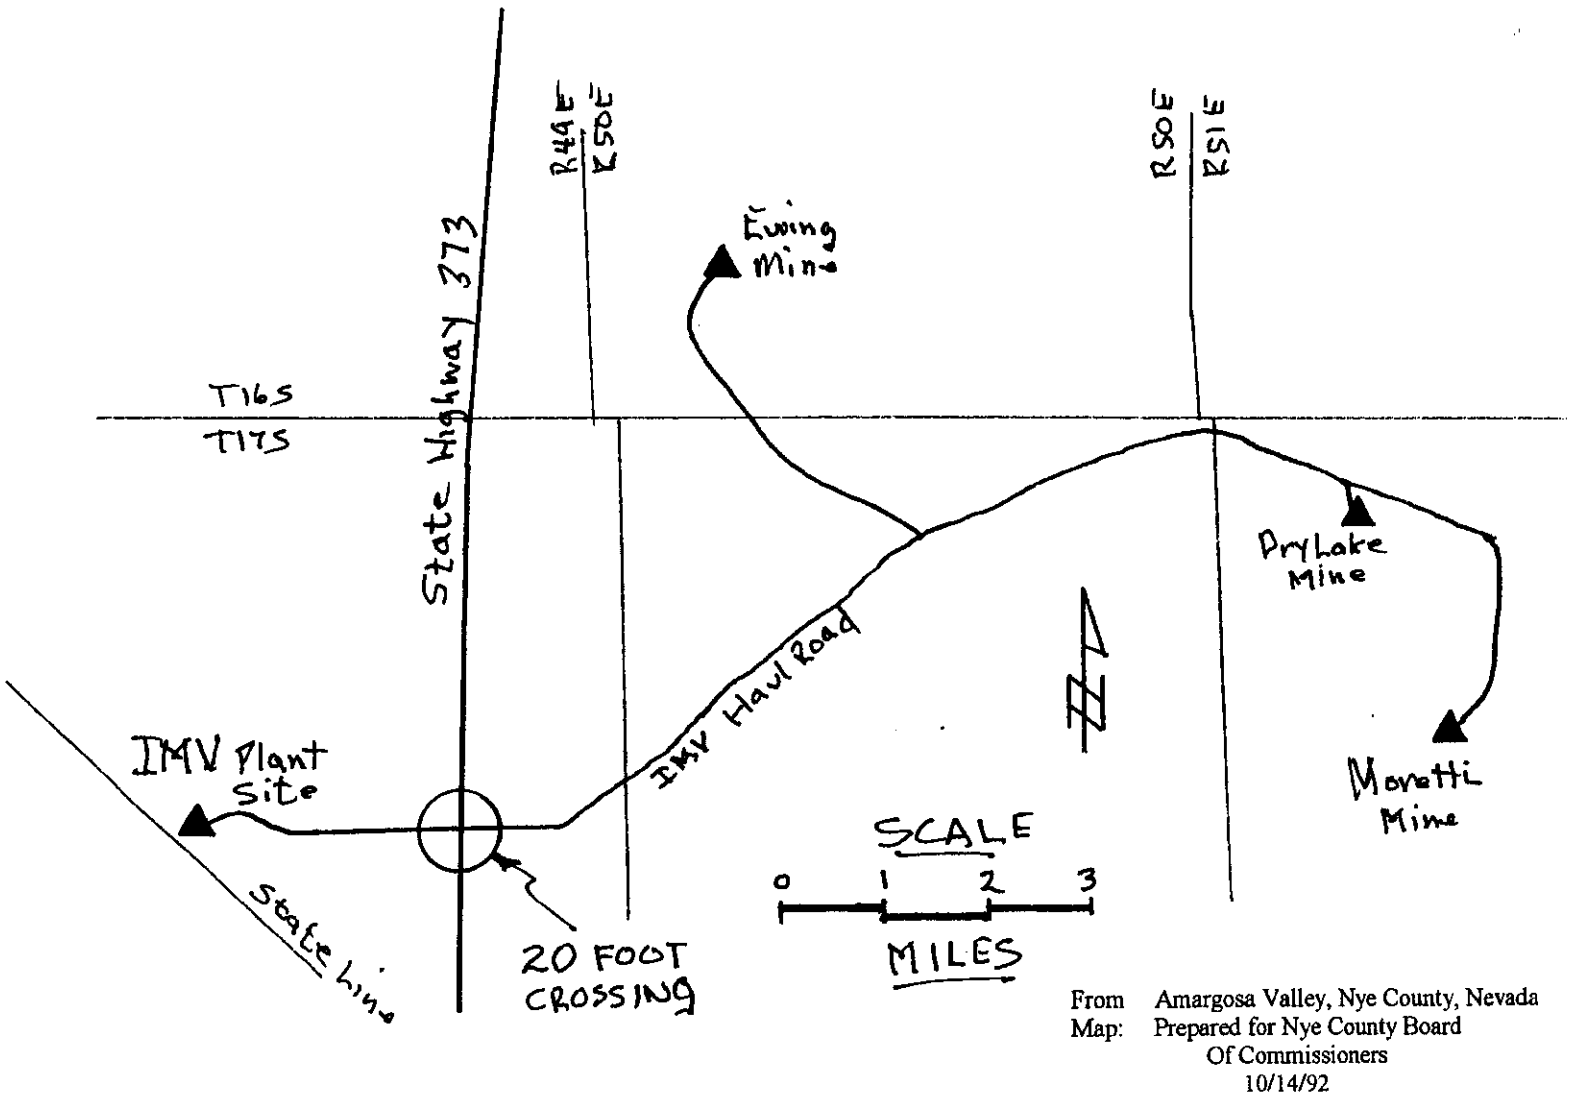 R49E
R50E
R50E
R51E
Ewing
Mine
State Highway 373
T16S
T17S
Dry Lake
Mine
IMV Haul Road
IMV Plant
Site
Moretti
Mine
SCALE
0 1 2 3
MILES
State Line
20 FOOT
CROSSING
From Amargosa Valley, Nye County, Nevada
Map: Prepared for Nye County Board
Of Commissioners
10/14/92